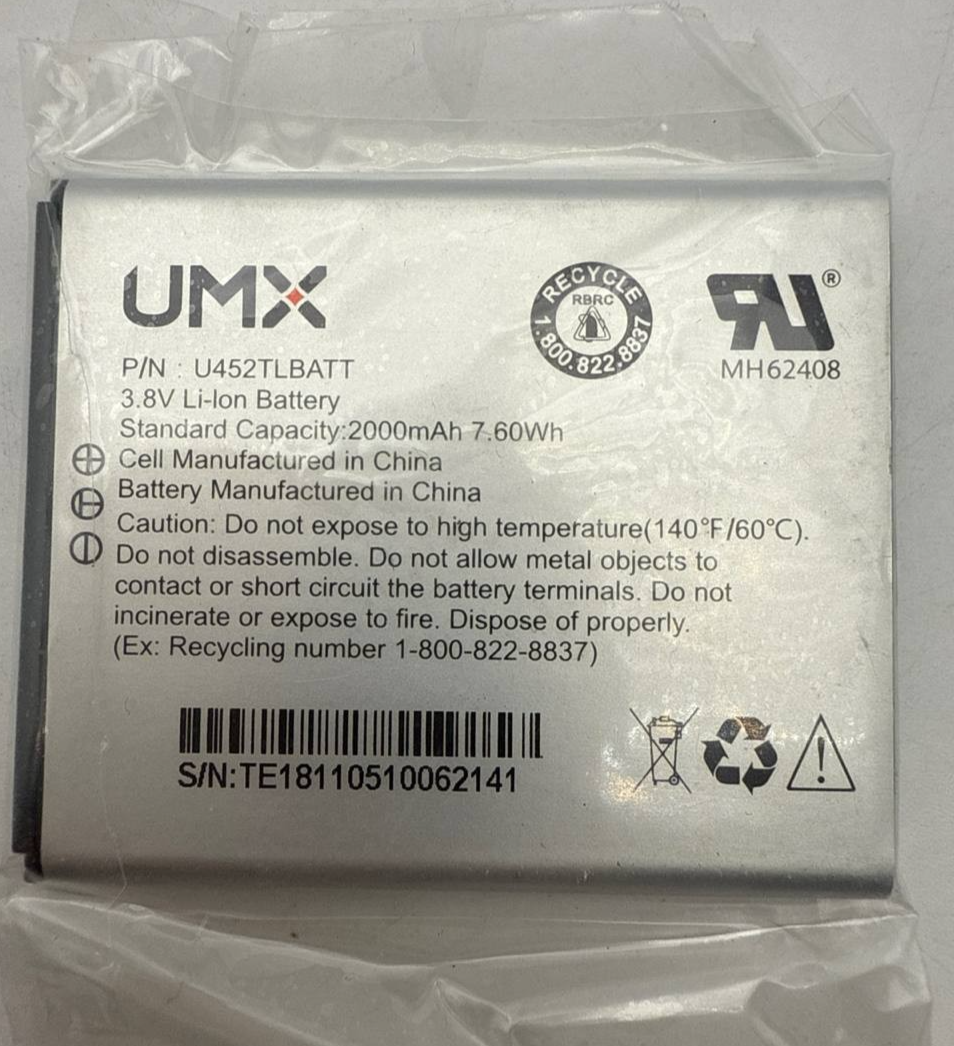 UMX
RECYCLE
RBRC
1.800.822.8837
RU®
MH62408
P/N : U452TLBATT
3.8V Li-Ion Battery
Standard Capacity:2000mAh 7.60Wh
Cell Manufactured in China
Battery Manufactured in China
Caution: Do not expose to high temperature(140°F/60°C).
Do not disassemble. Do not allow metal objects to
contact or short circuit the battery terminals. Do not
incinerate or expose to fire. Dispose of properly.
(Ex: Recycling number 1-800-822-8837)
S/N:TE18110510062141